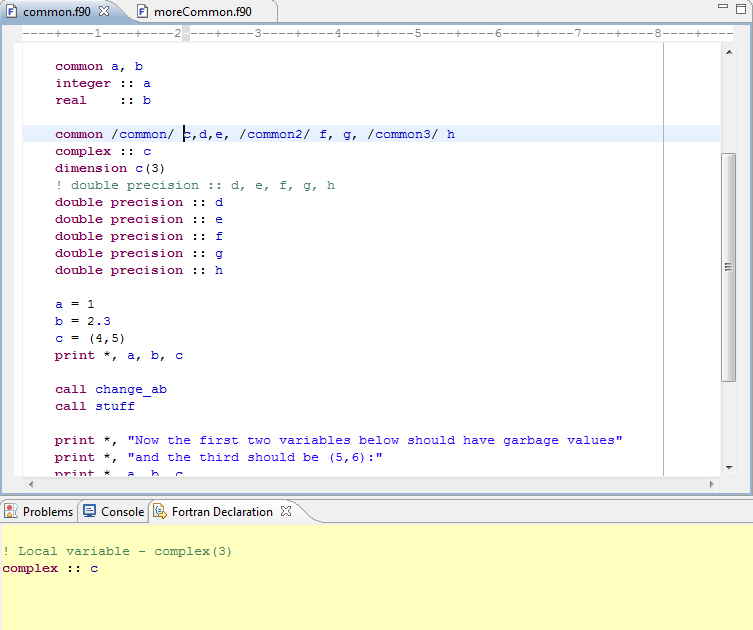 common.f90 moreCommon.f90
----+----1----+----2----+----3----+----4----+----5----+----6----+----7----+----8----+----
common a, b
integer :: a
real    :: b
common /common/ c,d,e, /common2/ f, g, /common3/ h
complex :: c
dimension c(3)
! double precision :: d, e, f, g, h
double precision :: d
double precision :: e
double precision :: f
double precision :: g
double precision :: h
a = 1
b = 2.3
c = (4,5)
print *, a, b, c
call change_ab
call stuff
print *, "Now the first two variables below should have garbage values"
print *, "and the third should be (5,6):"
print *, a, b, c
Problems Console Fortran Declaration
! Local variable - complex(3)
complex :: c